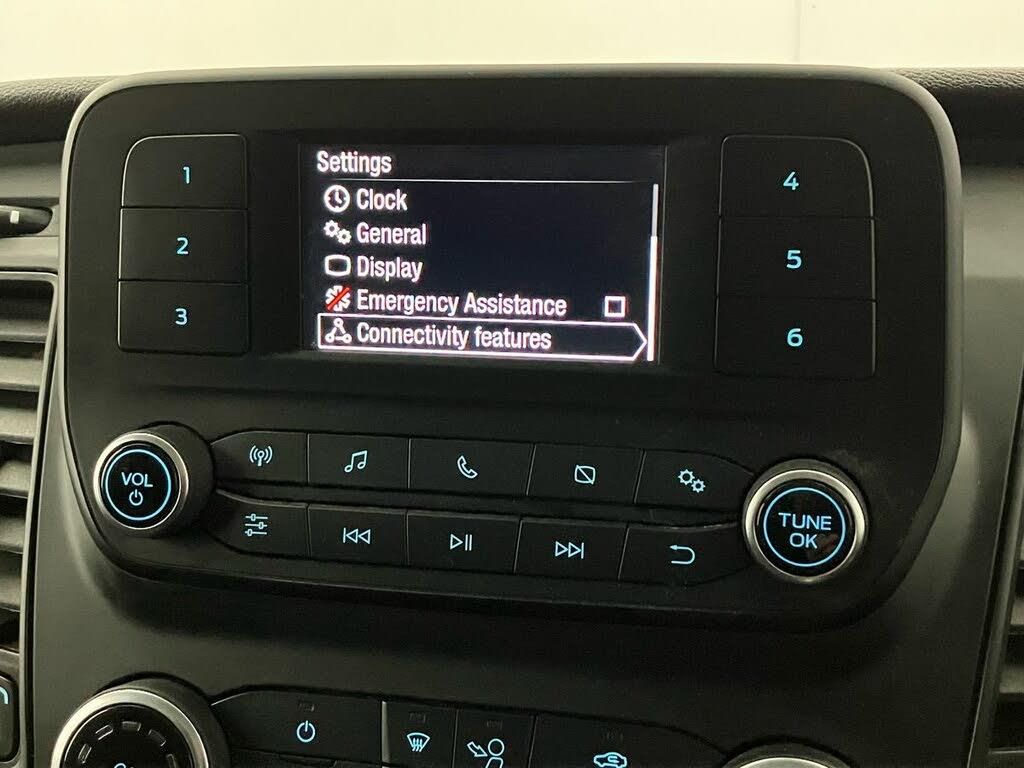 Settings
Clock
General
Display
Emergency Assistance
Connectivity features
1
2
3
4
5
6
VOL
TUNE
OK